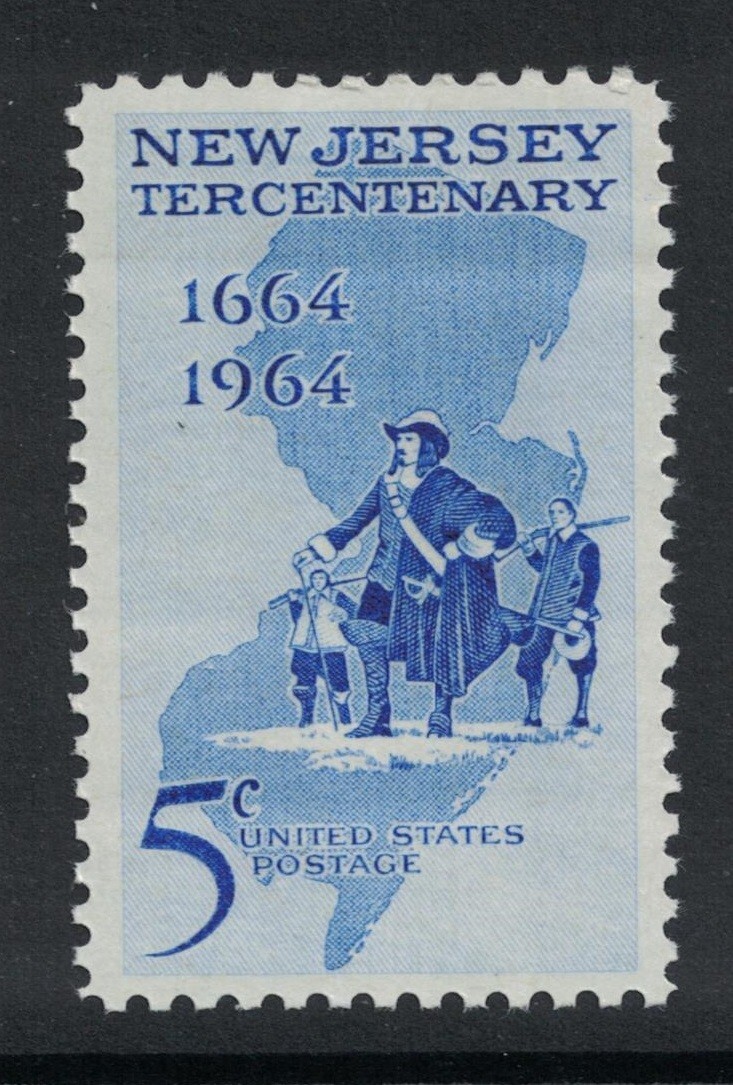 NEW JERSEY
TERCENTENARY
1664
1964
5c
UNITED STATES
POSTAGE